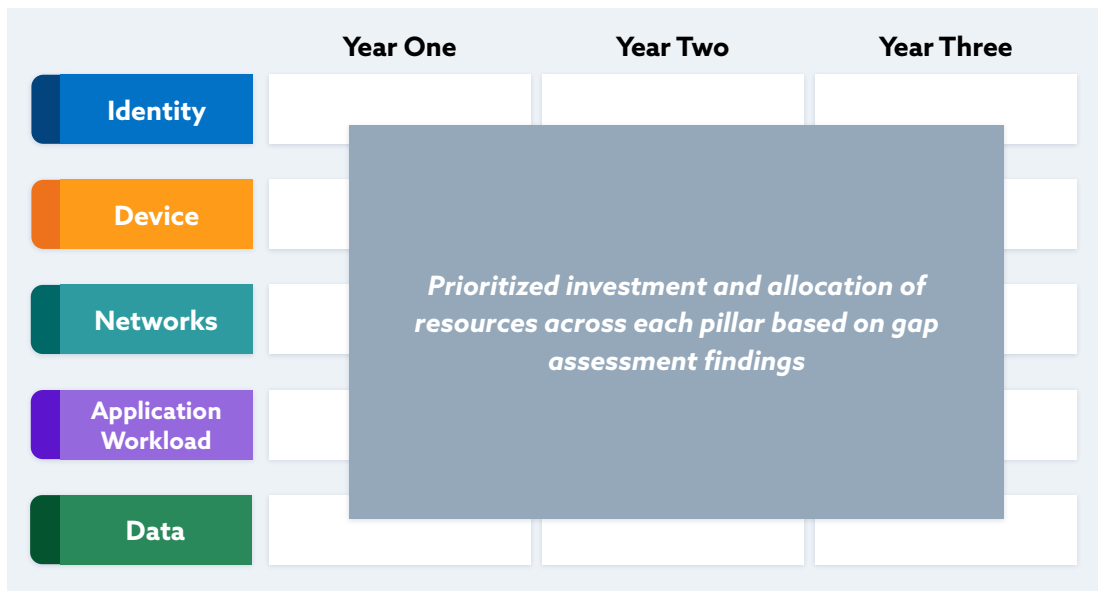 Year One
Year Two
Year Three
Identity
Device
Networks
Application
Workload
Data
Prioritized investment and allocation of
resources across each pillar based on gap
assessment findings